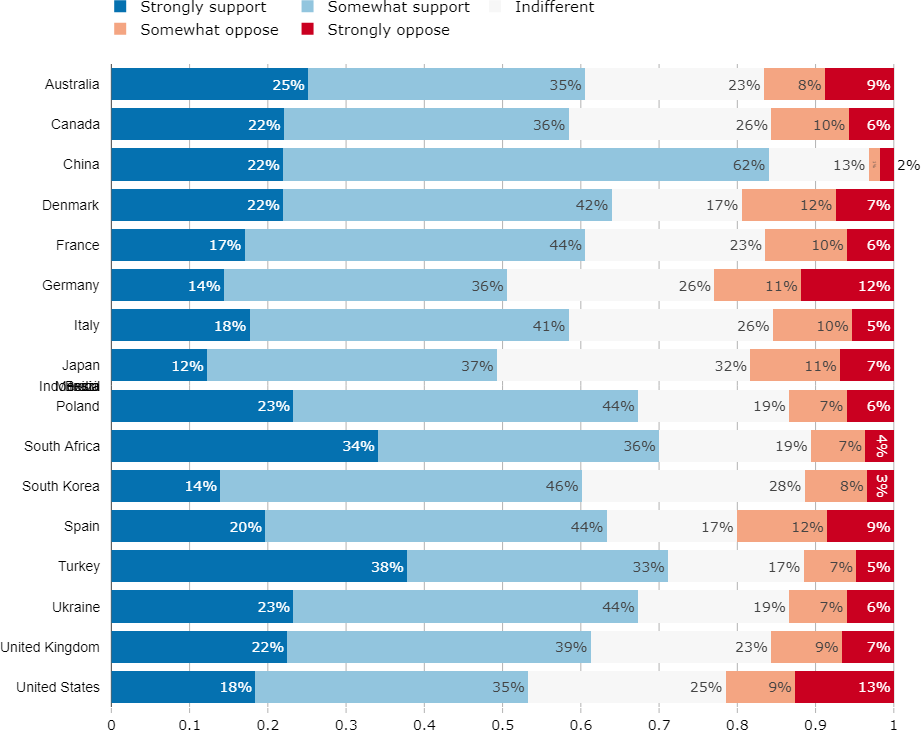 Strongly support Somewhat support Indifferent
Somewhat oppose Strongly oppose
Australia 25% 35% 23% 8% 9%
Canada 22% 36% 26% 10% 6%
China 22% 62% 13% 2%
Denmark 22% 42% 17% 12% 7%
France 17% 44% 23% 10% 6%
Germany 14% 36% 26% 11% 12%
Italy 18% 41% 26% 10% 5%
Japan 12% 37% 32% 11% 7%
Poland 23% 44% 19% 7% 6%
South Africa 34% 36% 19% 7% 4%
South Korea 14% 46% 28% 8% 3%
Spain 20% 44% 17% 12% 9%
Turkey 38% 33% 17% 7% 5%
Ukraine 23% 44% 19% 7% 6%
United Kingdom 22% 39% 23% 9% 7%
United States 18% 35% 25% 9% 13%
0 0.1 0.2 0.3 0.4 0.5 0.6 0.7 0.8 0.9 1